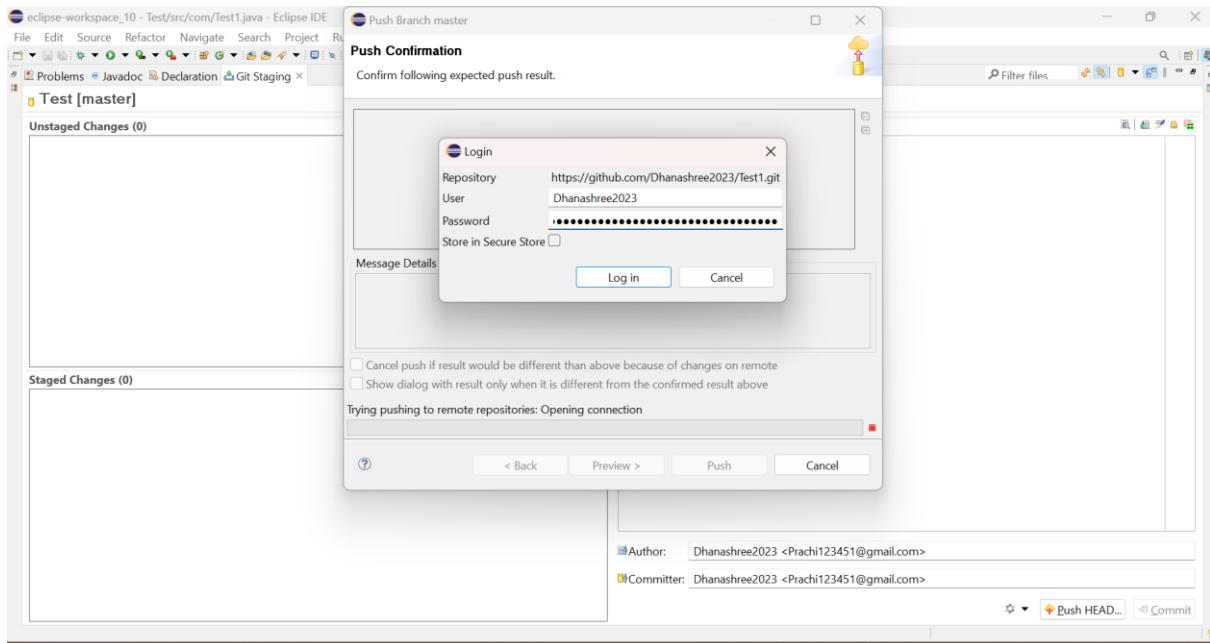 eclipse-workspace_10 - Test/src/com/Test1.java - Eclipse IDE
File Edit Source Refactor Navigate Search Project
Problems Javadoc Declaration Git Staging
Filter files
Test [master]
Unstaged Changes (0)
Staged Changes (0)
Push Branch master
Push Confirmation
Confirm following expected push result.
Login
Repository https://github.com/Dhanashree2023/Test1.git
User Dhanashree2023
Password
Store in Secure Store
Log in Cancel
Message Details
Cancel push if result would be different than above because of changes on remote
Show dialog with result only when it is different from the confirmed result above
Trying pushing to remote repositories: Opening connection
< Back Preview > Push Cancel
Author: Dhanashree2023 <Prachi123451@gmail.com>
Committer: Dhanashree2023 <Prachi123451@gmail.com>
Push HEAD... Commit